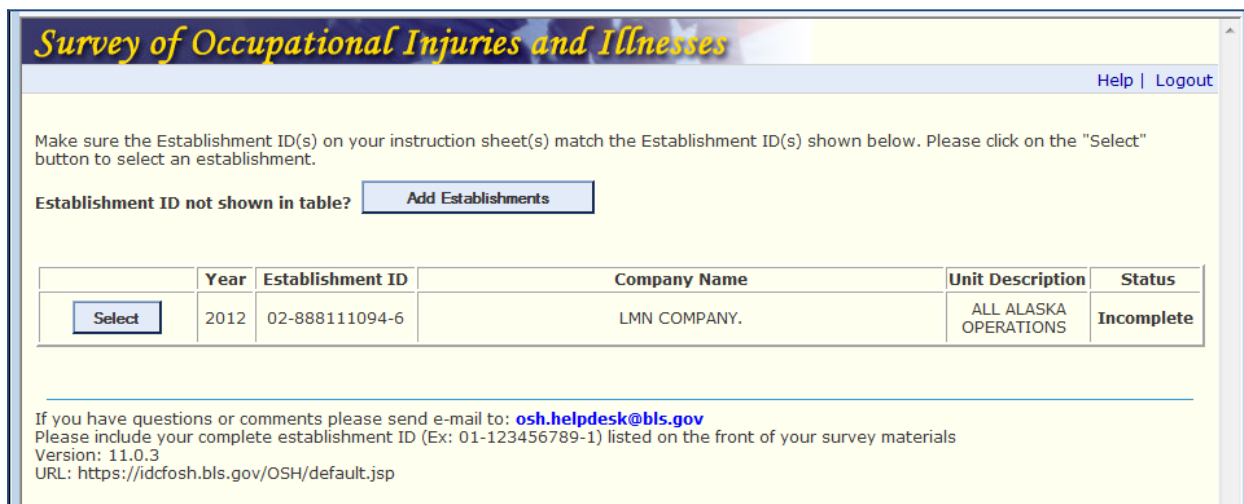 Survey of Occupational Injuries and Illnesses
Help | Logout
Make sure the Establishment ID(s) on your instruction sheet(s) match the Establishment ID(s) shown below. Please click on the "Select"
button to select an establishment.
Establishment ID not shown in table? Add Establishments
Year Establishment ID Company Name Unit Description Status
Select 2012 02-888111094-6 LMN COMPANY. ALL ALASKA OPERATIONS Incomplete
If you have questions or comments please send e-mail to: osh.helpdesk@bls.gov
Please include your complete establishment ID (Ex: 01-123456789-1) listed on the front of your survey materials
Version: 11.0.3
URL: https://idcfosh.bls.gov/OSH/default.jsp